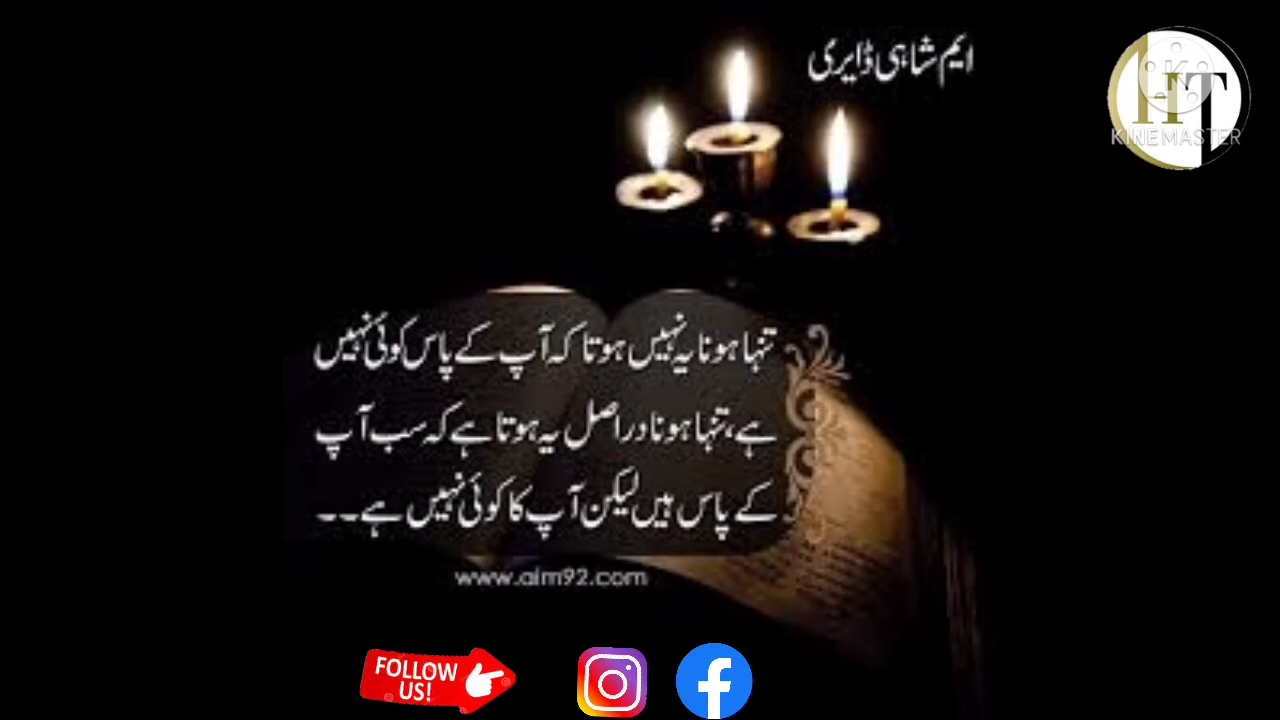 ایم شاہی ڈایری
HT
KINEMASTER
تنہا ہونا یہ نہیں ہوتا کہ آپ کے پاس کوئی نہیں
ہے، تنہا ہونا دراصل یہ ہوتا ہے کہ سب آپ
کے پاس ہیں لیکن آپ کا کوئی نہیں ہے۔۔
www.aim92.com
FOLLOW
US!